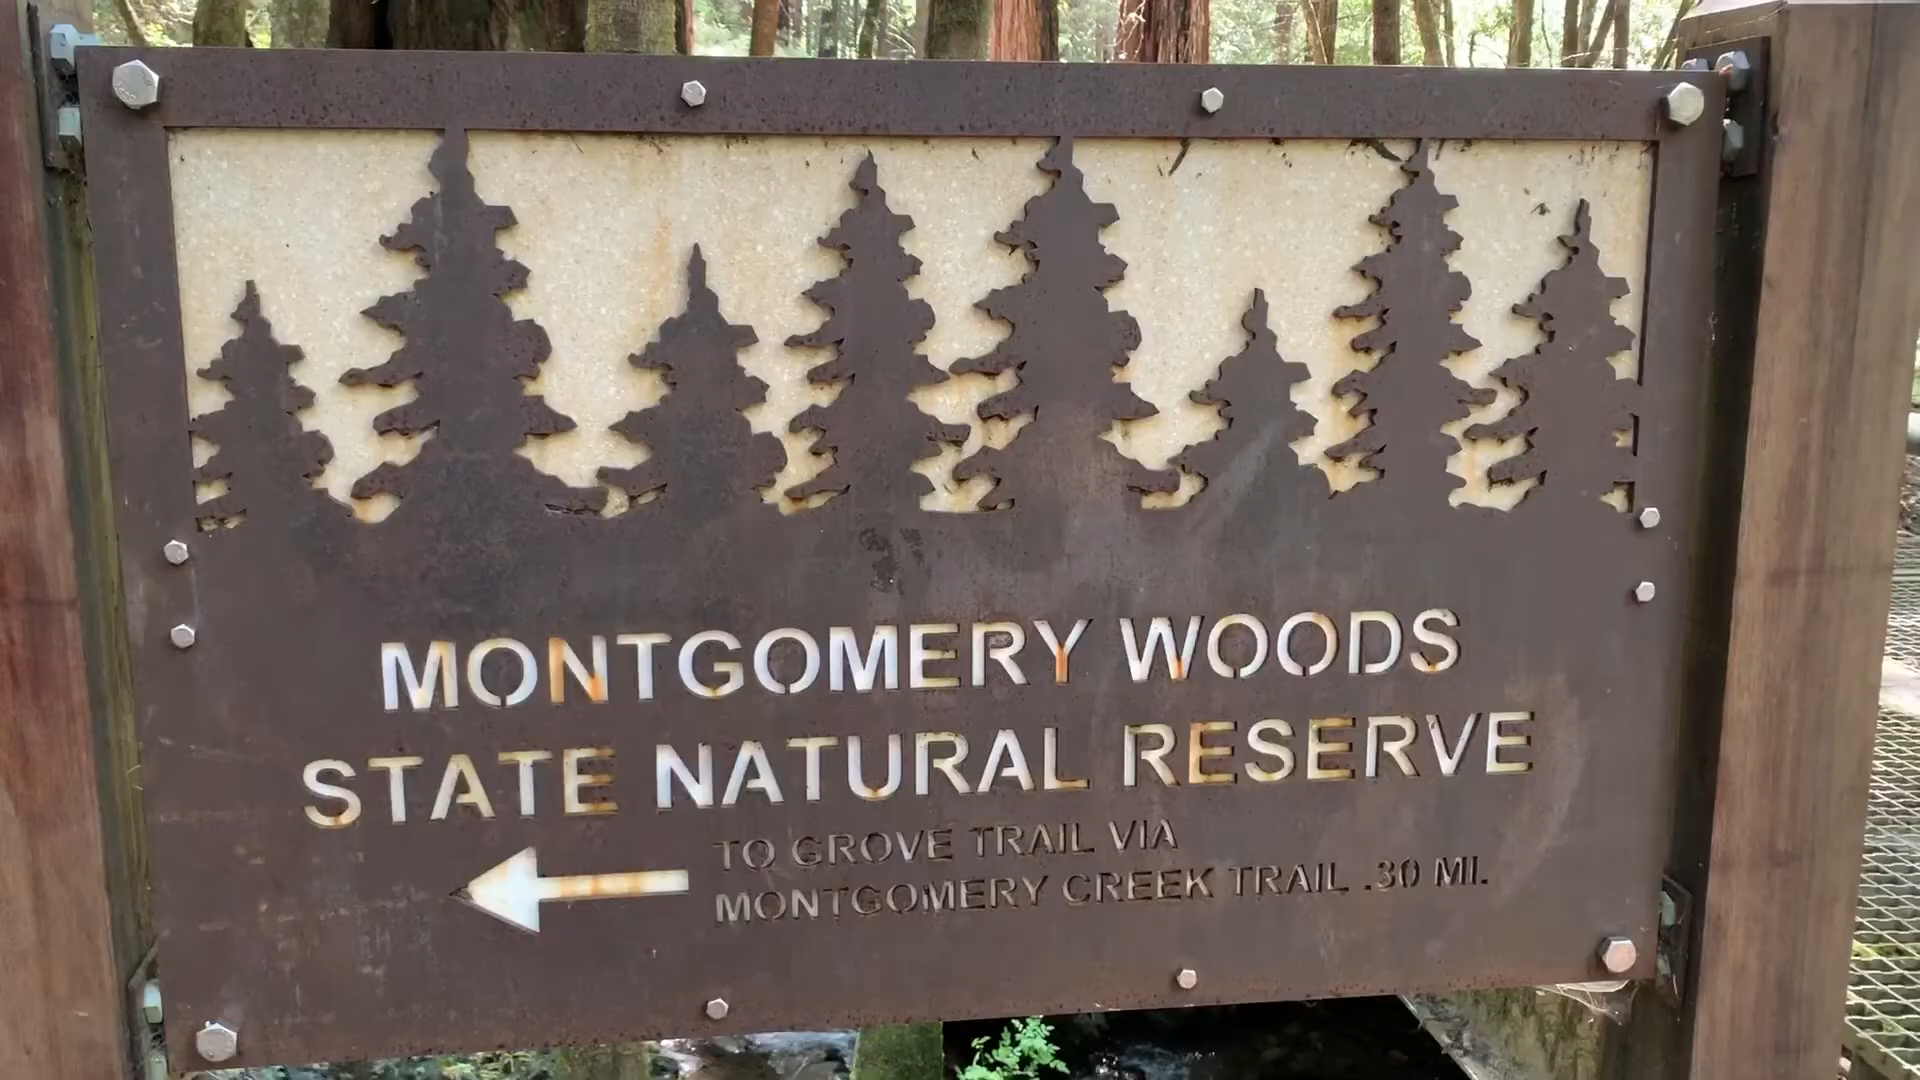 MONTGOMERY WOODS
STATE NATURAL RESERVE
TO GROVE TRAIL VIA
MONTGOMERY CREEK TRAIL .30 MI.